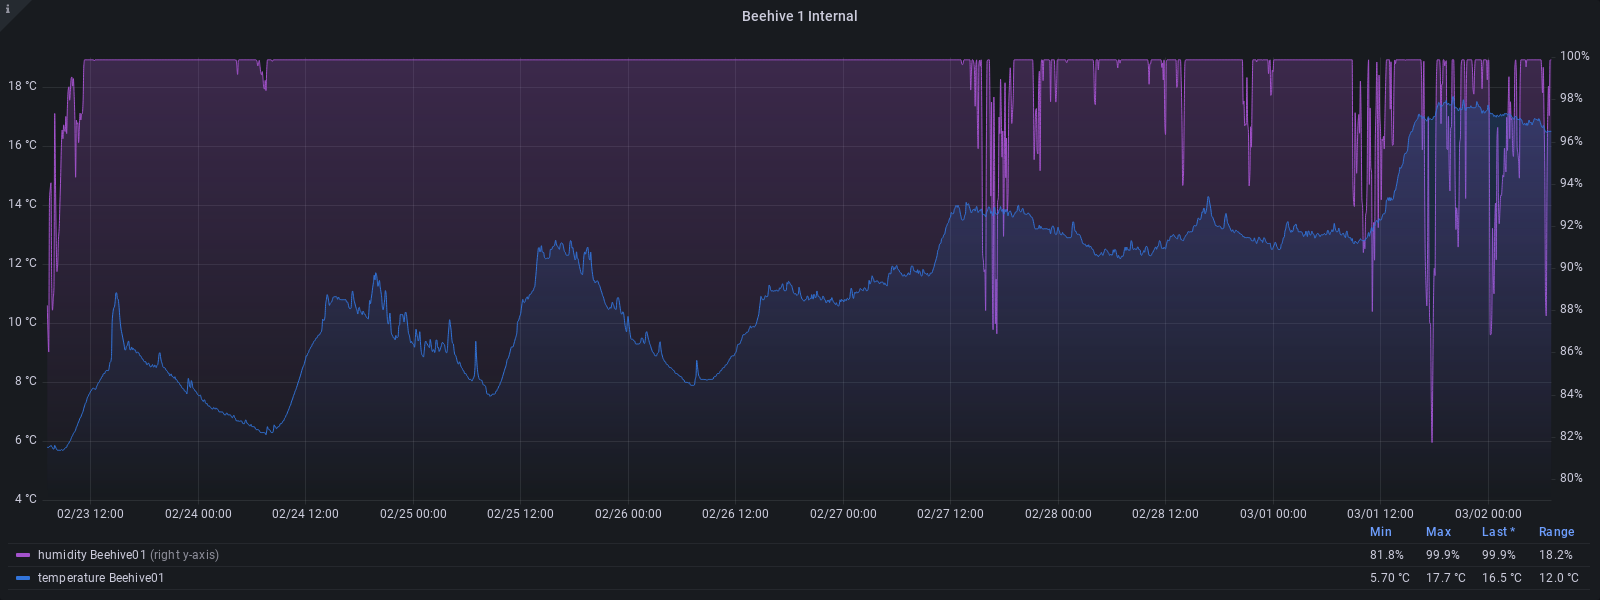 i
Beehive 1 Internal
18 °C
16 °C
14 °C
12 °C
10 °C
8 °C
6 °C
4 °C
100%
98%
96%
94%
92%
90%
88%
86%
84%
82%
80%
02/23 12:00 02/24 00:00 02/24 12:00 02/25 00:00 02/25 12:00 02/26 00:00 02/26 12:00 02/27 00:00 02/27 12:00 02/28 00:00 02/28 12:00 03/01 00:00 03/01 12:00 03/02 00:00
Min Max Last * Range
humidity Beehive01 (right y-axis) 81.8% 99.9% 99.9% 18.2%
temperature Beehive01 5.70 °C 17.7 °C 16.5 °C 12.0 °C